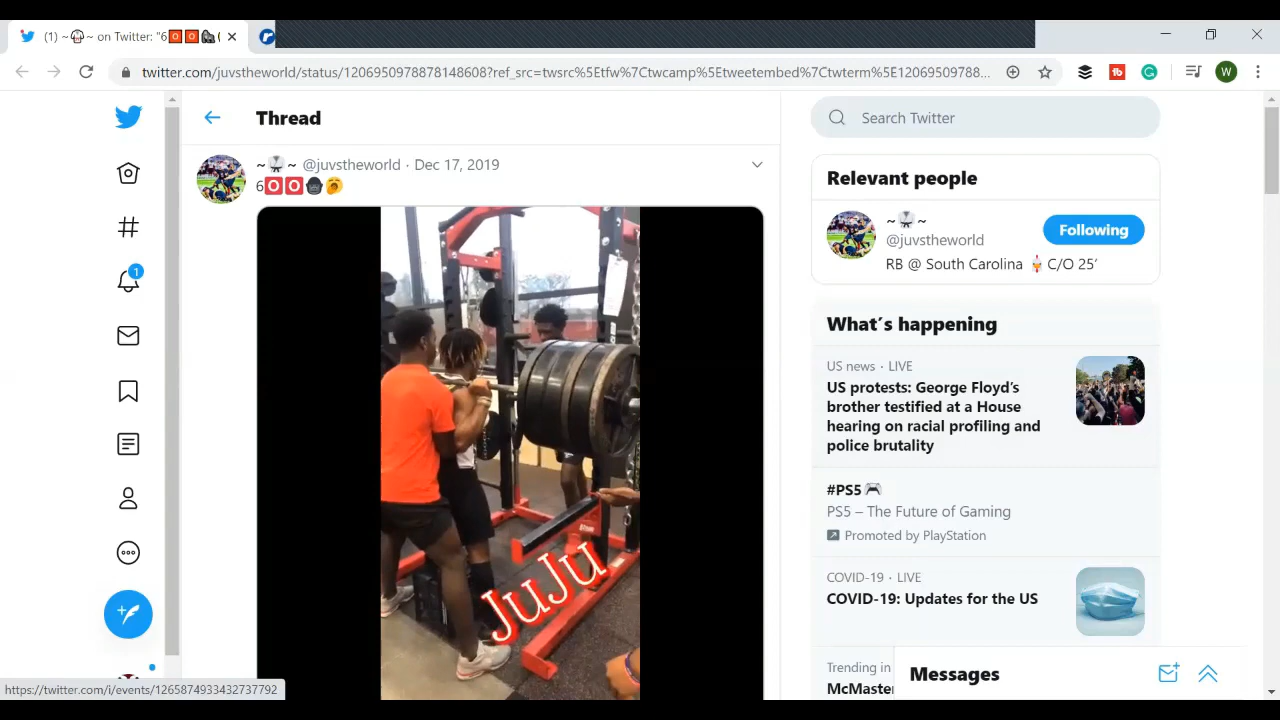 (1) ~🥋~ on Twitter: "6🅾🅾🦍
twitter.com/juvstheworld/status/1206950978878148608?ref_src=twsrc%5Etfw%7Ctwcamp%5Etweetembed%7Ctwterm%5E12069509788...
W
Thread
~🥋~ @juvstheworld · Dec 17, 2019
6🅾🅾🦍🥱
JuJu
1
Search Twitter
Relevant people
~🥋~
@juvstheworld
Following
RB @ South Carolina C/O 25´
What´s happening
US news · LIVE
US protests: George Floyd's
brother testified at a House
hearing on racial profiling and
police brutality
#PS5🎮
PS5 – The Future of Gaming
Promoted by PlayStation
COVID-19 · LIVE
COVID-19: Updates for the US
Trending in
McMaste
Messages
https://twitter.com/i/events/1265874933432737792